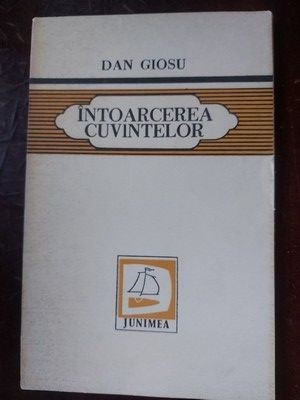 DAN GIOSU
ÎNTOARCEREA
CUVINTELOR
JUNIMEA